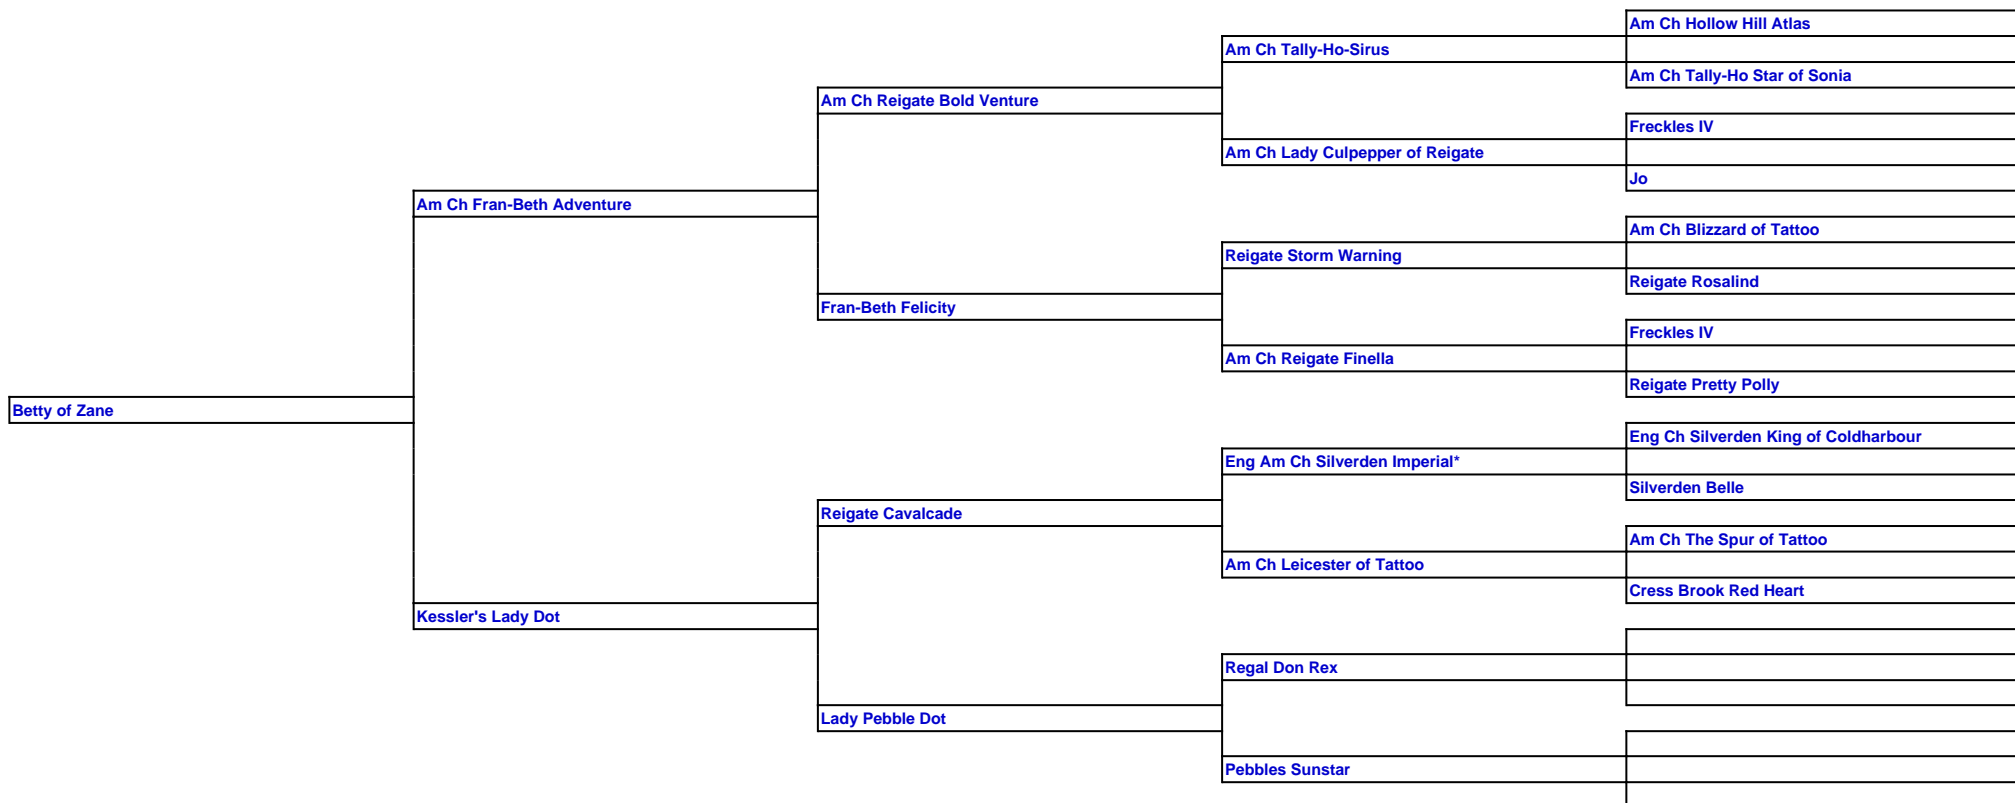 Am Ch Hollow Hill Atlas
Am Ch Tally-Ho-Sirus
Am Ch Tally-Ho Star of Sonia
Am Ch Reigate Bold Venture
Freckles IV
Am Ch Lady Culpepper of Reigate
Jo
Am Ch Fran-Beth Adventure
Am Ch Blizzard of Tattoo
Reigate Storm Warning
Reigate Rosalind
Fran-Beth Felicity
Freckles IV
Am Ch Reigate Finella
Reigate Pretty Polly
Betty of Zane
Eng Ch Silverden King of Coldharbour
Eng Am Ch Silverden Imperial*
Silverden Belle
Reigate Cavalcade
Am Ch The Spur of Tattoo
Am Ch Leicester of Tattoo
Cress Brook Red Heart
Kessler's Lady Dot
Regal Don Rex
Lady Pebble Dot
Pebbles Sunstar